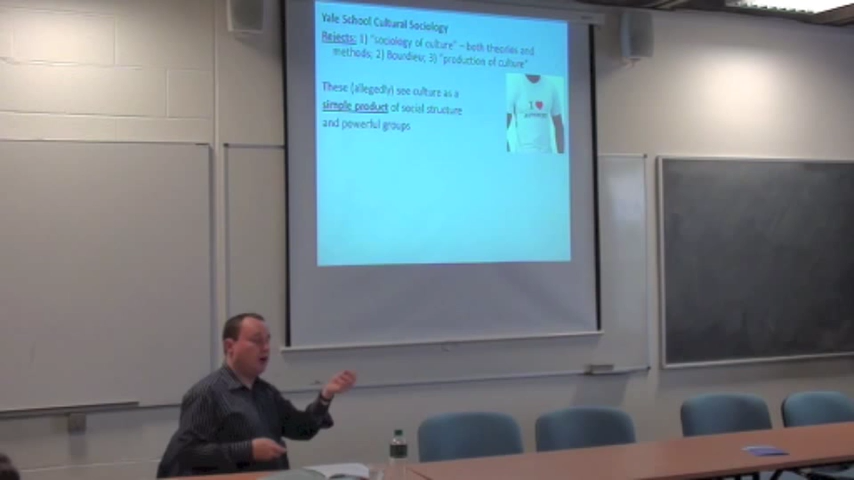 Yale School Cultural Sociology
Rejects: 1) "sociology of culture" – both theories and
methods; 2) Bourdieu; 3) "production of culture"
These (allegedly) see culture as a
simple product of social structure
and powerful groups
I ♥